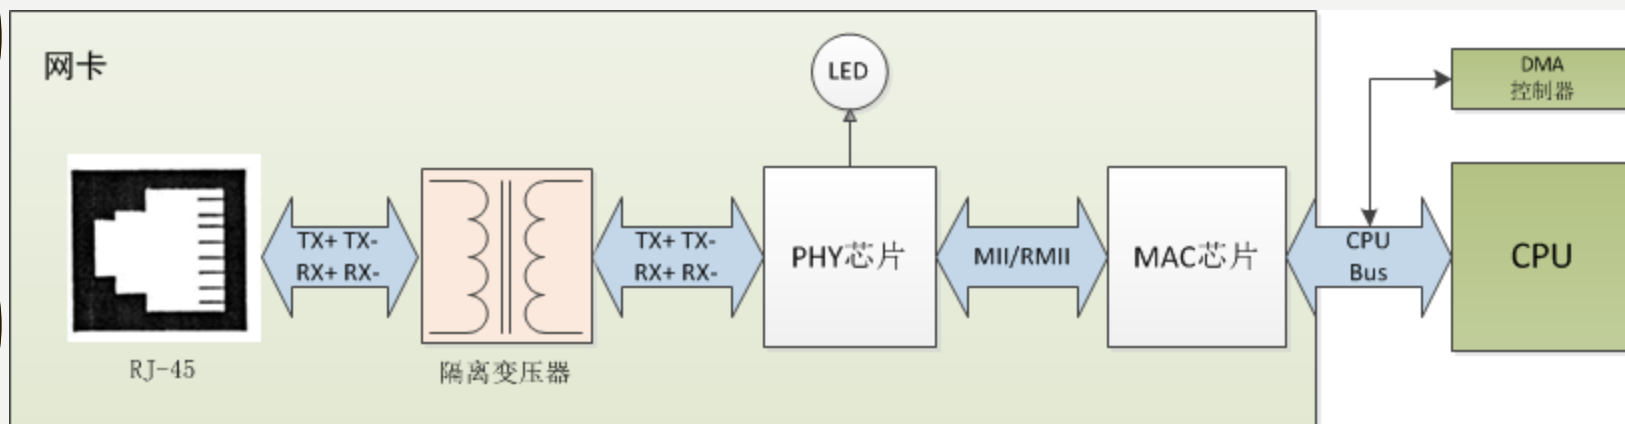 网卡
LED
DMA
控制器
TX+ TX-
RX+ RX-
TX+ TX-
RX+ RX-
PHY芯片
MII/RMII
MAC芯片
CPU
Bus
CPU
RJ-45
隔离变压器